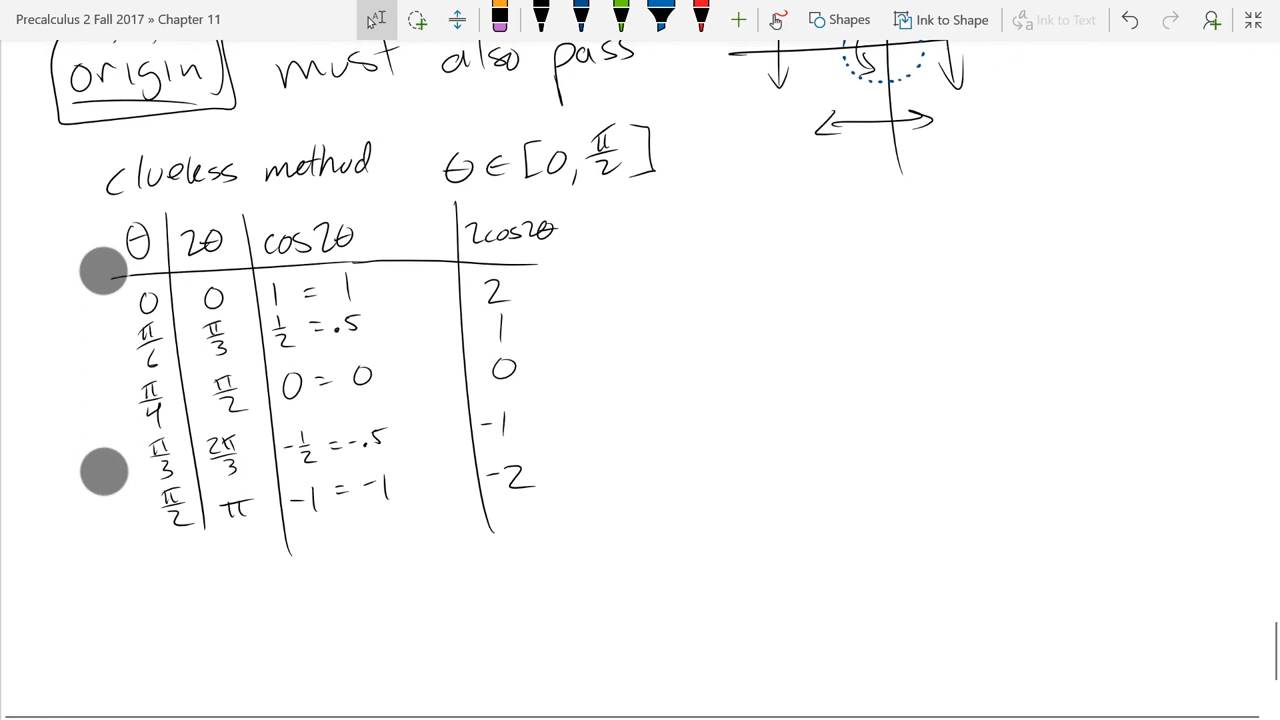 Precalculus 2 Fall 2017 » Chapter 11
Shapes
Ink to Shape
Ink to Text
origin must also pass
clueless method θ∈[0, π/2]
θ 2θ cos2θ 2cos2θ
0 0 1 = 1 2
π/6 π/3 1/2 = .5 1
π/4 π/2 0 = 0 0
π/3 2π/3 -1/2 = -.5 -1
π/2 π -1 = -1 -2